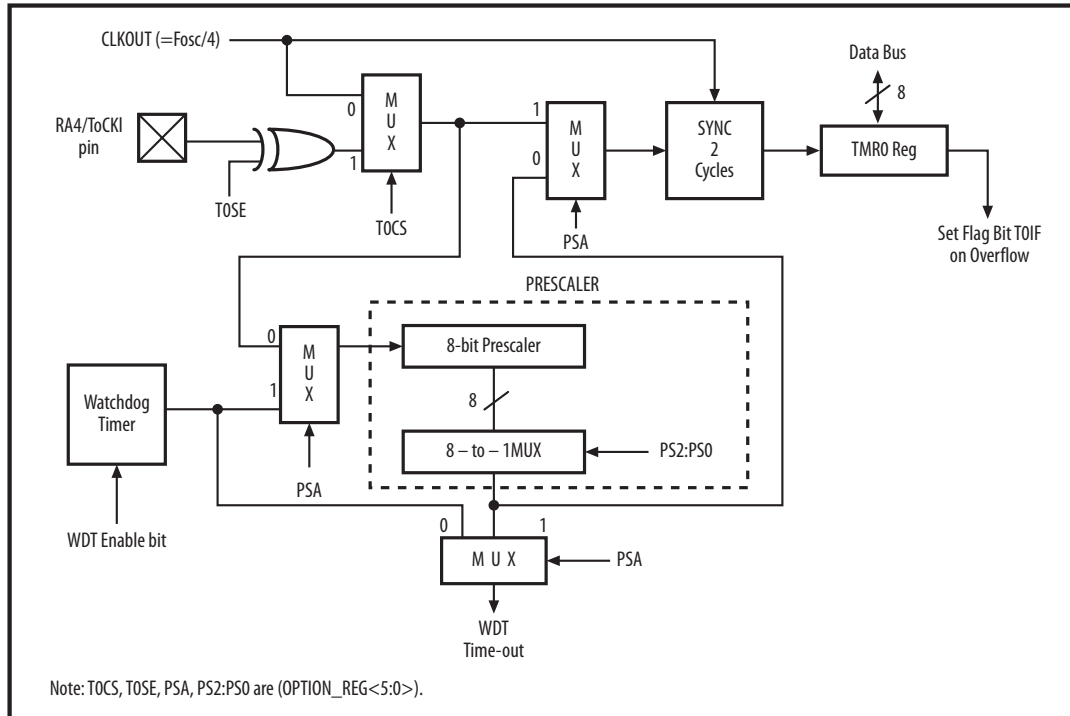 CLKOUT (=Fosc/4)
Data Bus
8
RA4/ToCKI
pin
0
1
M
U
X
T0SE
T0CS
1
0
M
U
X
PSA
SYNC
2
Cycles
TMR0 Reg
Set Flag Bit T0IF
on Overflow
PRESCALER
0
1
M
U
X
PSA
8-bit Prescaler
8
8 – to – 1MUX
PS2:PS0
Watchdog
Timer
WDT Enable bit
0
1
M U X
PSA
WDT
Time-out
Note: T0CS, T0SE, PSA, PS2:PS0 are (OPTION_REG<5:0>).